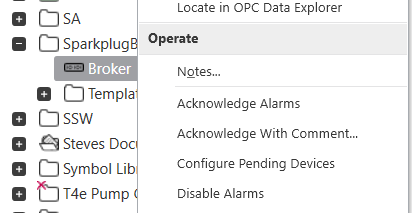 SA
SparkplugB
Broker
Templat
SSW
Steves Docu
Symbol Libr
T4e Pump
Locate in OPC Data Explorer
Operate
Notes...
Acknowledge Alarms
Acknowledge With Comment...
Configure Pending Devices
Disable Alarms